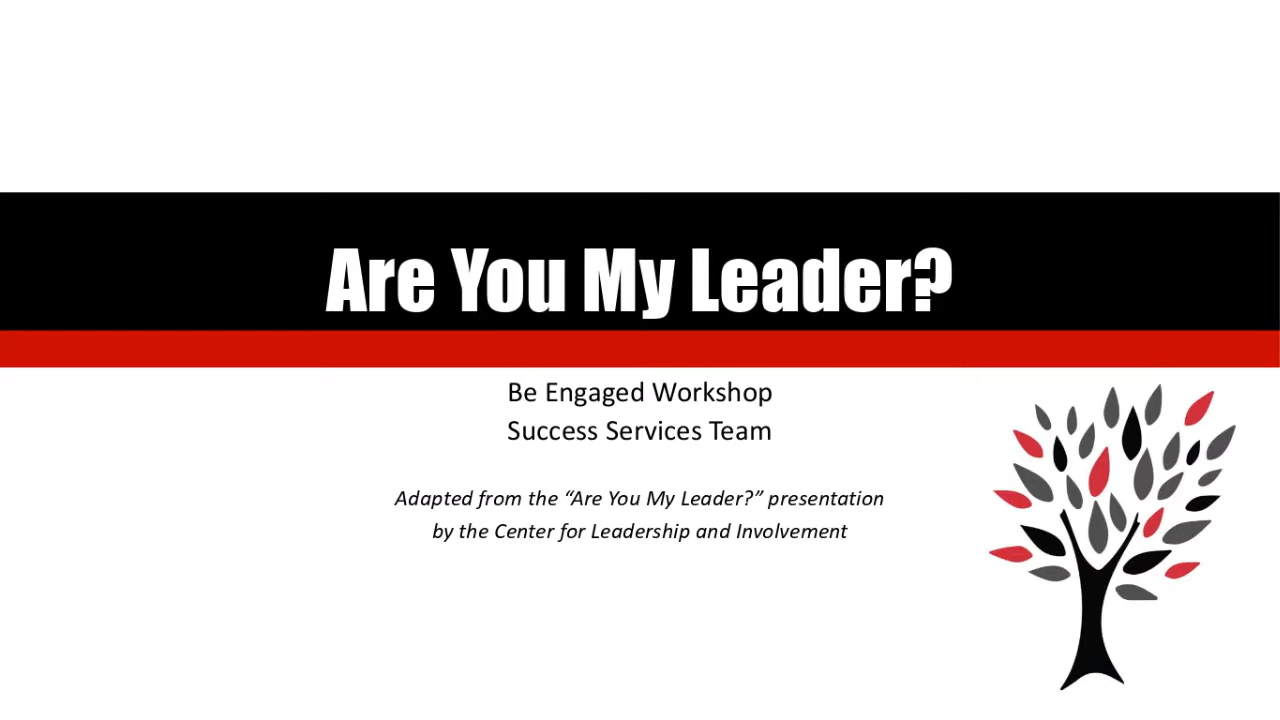 Are You My Leader?
Be Engaged Workshop
Success Services Team
Adapted from the “Are You My Leader?” presentation
by the Center for Leadership and Involvement